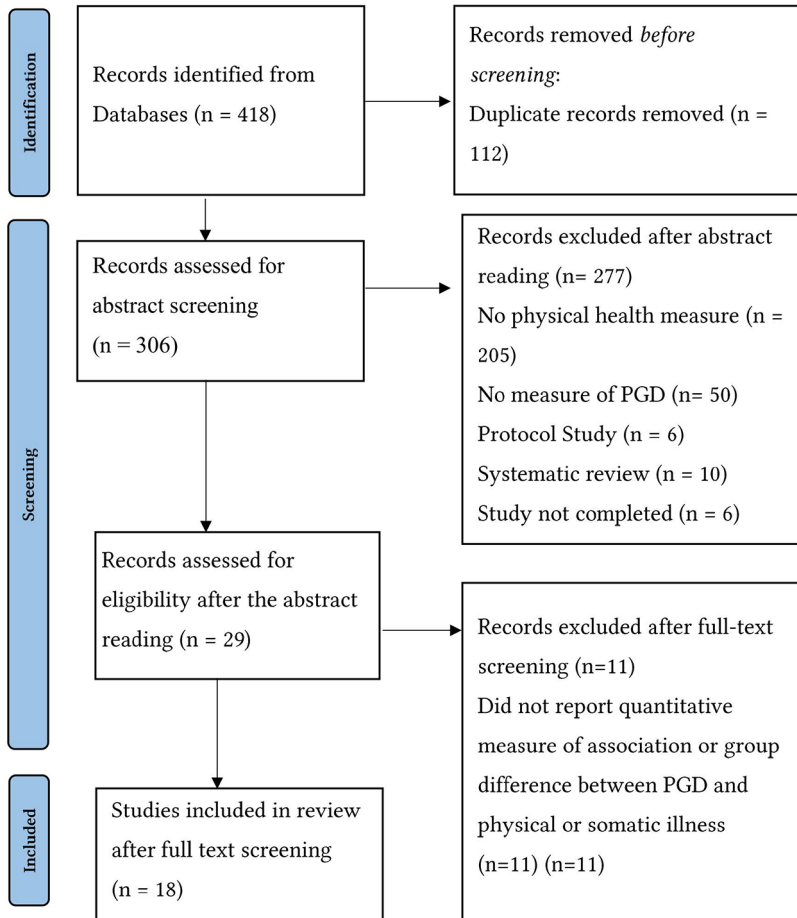 Identification
Records identified from
Databases (n = 418)
Records removed before
screening:
Duplicate records removed (n =
112)
Screening
Records assessed for
abstract screening
(n = 306)
Records excluded after abstract
reading (n= 277)
No physical health measure (n =
205)
No measure of PGD (n= 50)
Protocol Study (n = 6)
Systematic review (n = 10)
Study not completed (n = 6)
Records assessed for
eligibility after the abstract
reading (n = 29)
Records excluded after full-text
screening (n=11)
Did not report quantitative
measure of association or group
difference between PGD and
physical or somatic illness
(n=11) (n=11)
Included
Studies included in review
after full text screening
(n = 18)